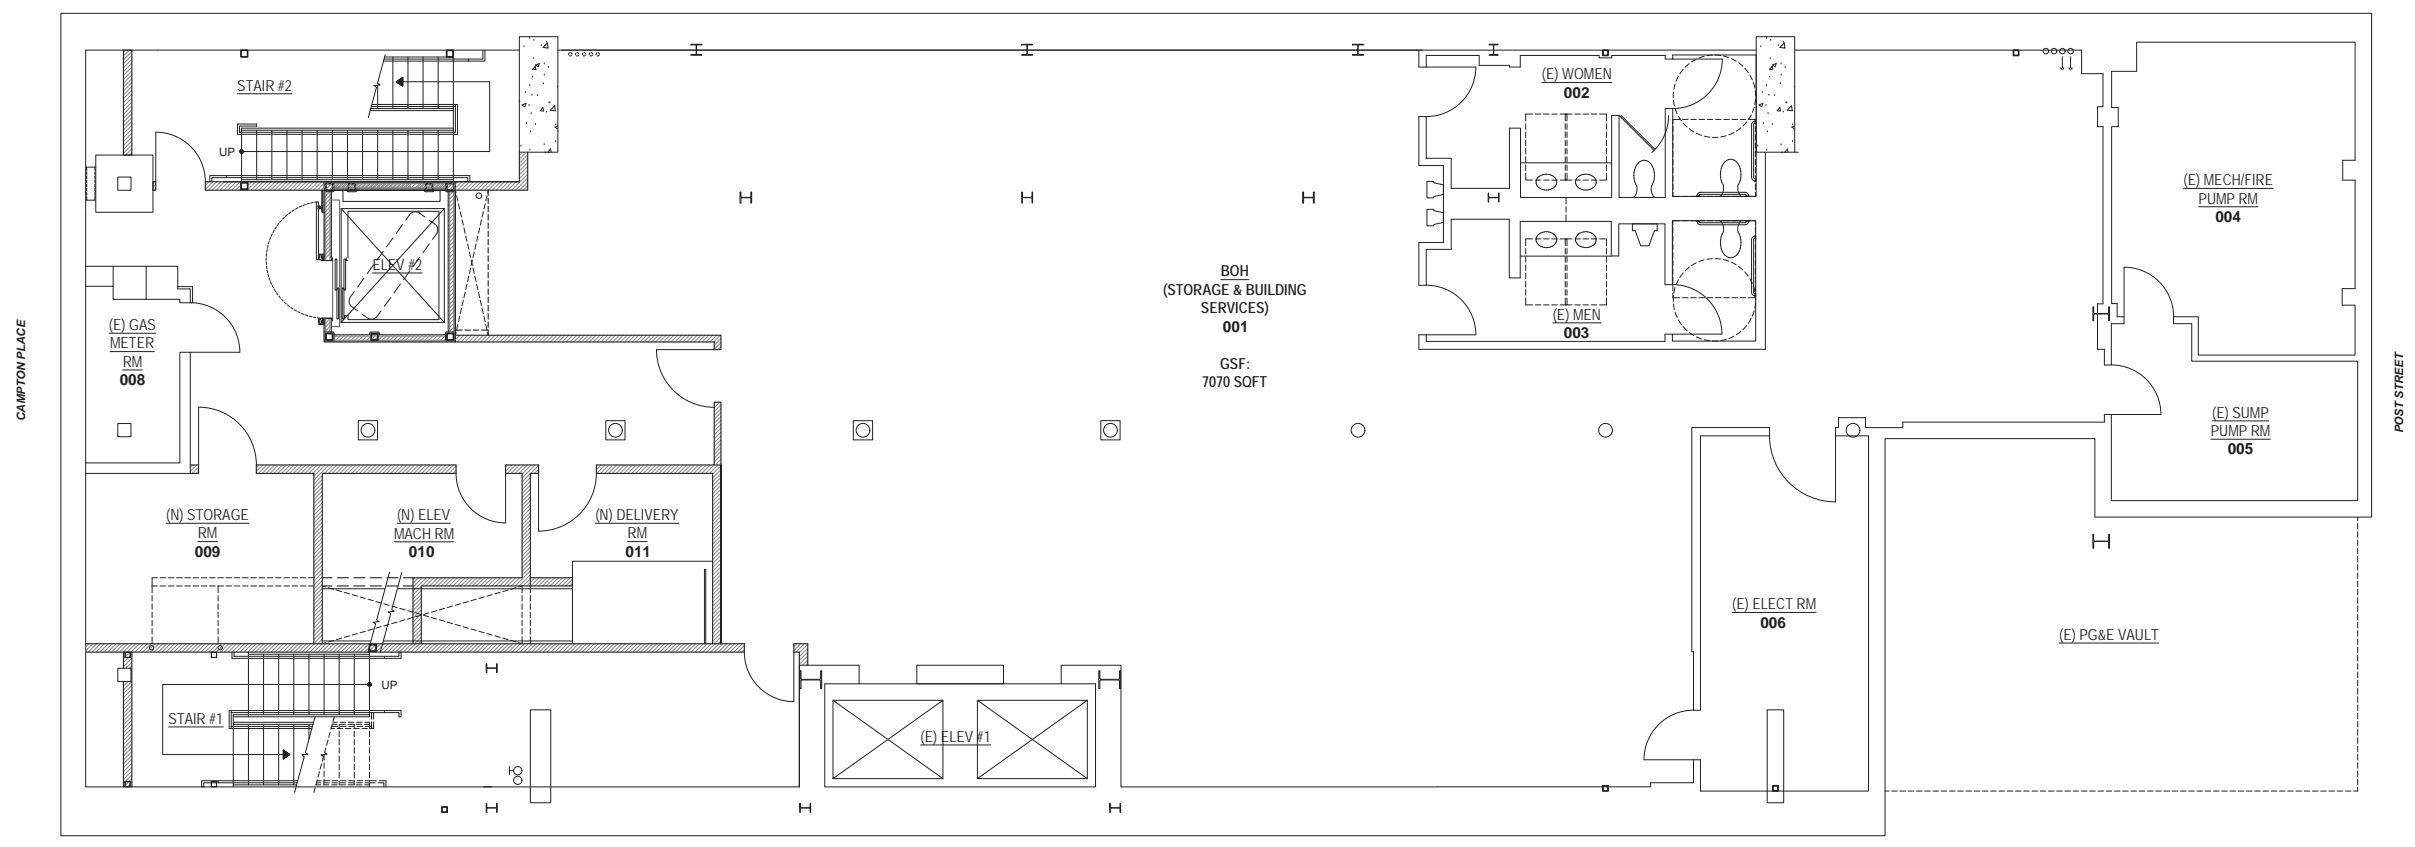 STAIR #2
UP
ELEV #2
(E) WOMEN
002
(E) MECH/FIRE
PUMP RM
004
BOH
(STORAGE & BUILDING
SERVICES)
001
GSF:
7070 SQFT
(E) MEN
003
(E) GAS
METER
RM
008
CAMPTON PLACE
POST STREET
(E) SUMP
PUMP RM
005
(N) STORAGE
RM
009
(N) ELEV
MACH RM
010
(N) DELIVERY
RM
011
(E) ELECT RM
006
(E) PG&E VAULT
UP
STAIR #1
(E) ELEV #1